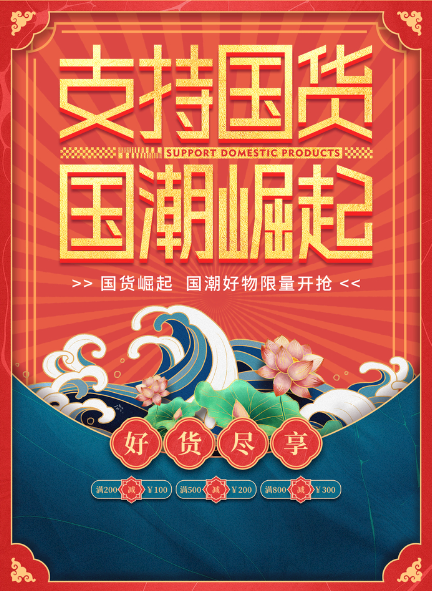 支持国货
SUPPORT DOMESTIC PRODUCTS
国潮崛起
>> 国货崛起 国潮好物限量开抢 <<
好货尽享
满200减¥100 满500减¥200 满800减¥300